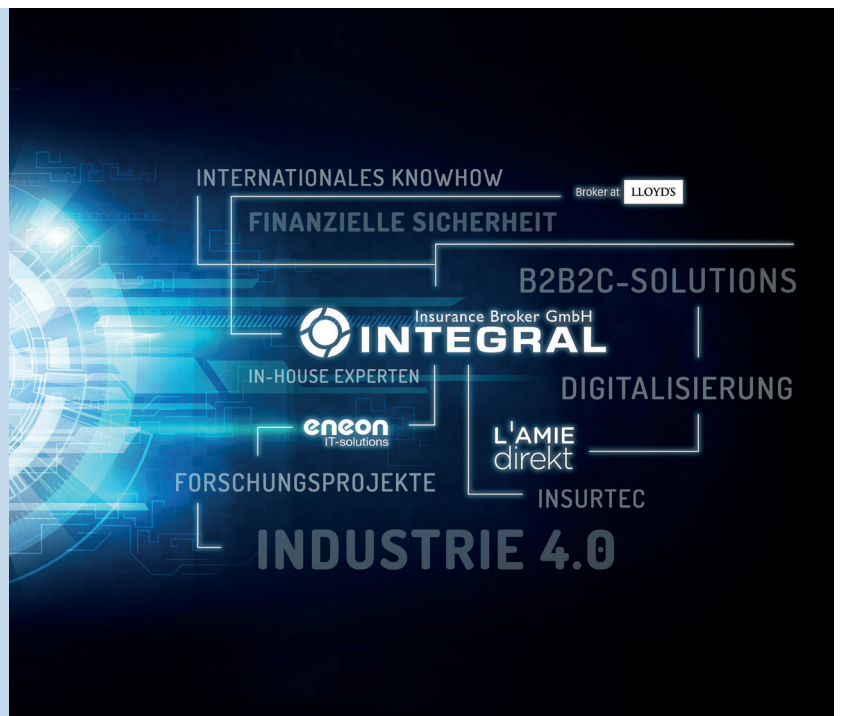 INTERNATIONALES KNOWHOW
Broker at LLOYD'S
FINANZIELLE SICHERHEIT
B2B2C-SOLUTIONS
Insurance Broker GmbH
INTEGRAL
IN-HOUSE EXPERTEN
DIGITALISIERUNG
eneon
IT-solutions
L'AMIE
direkt
FORSCHUNGSPROJEKTE
INSURTEC
INDUSTRIE 4.0